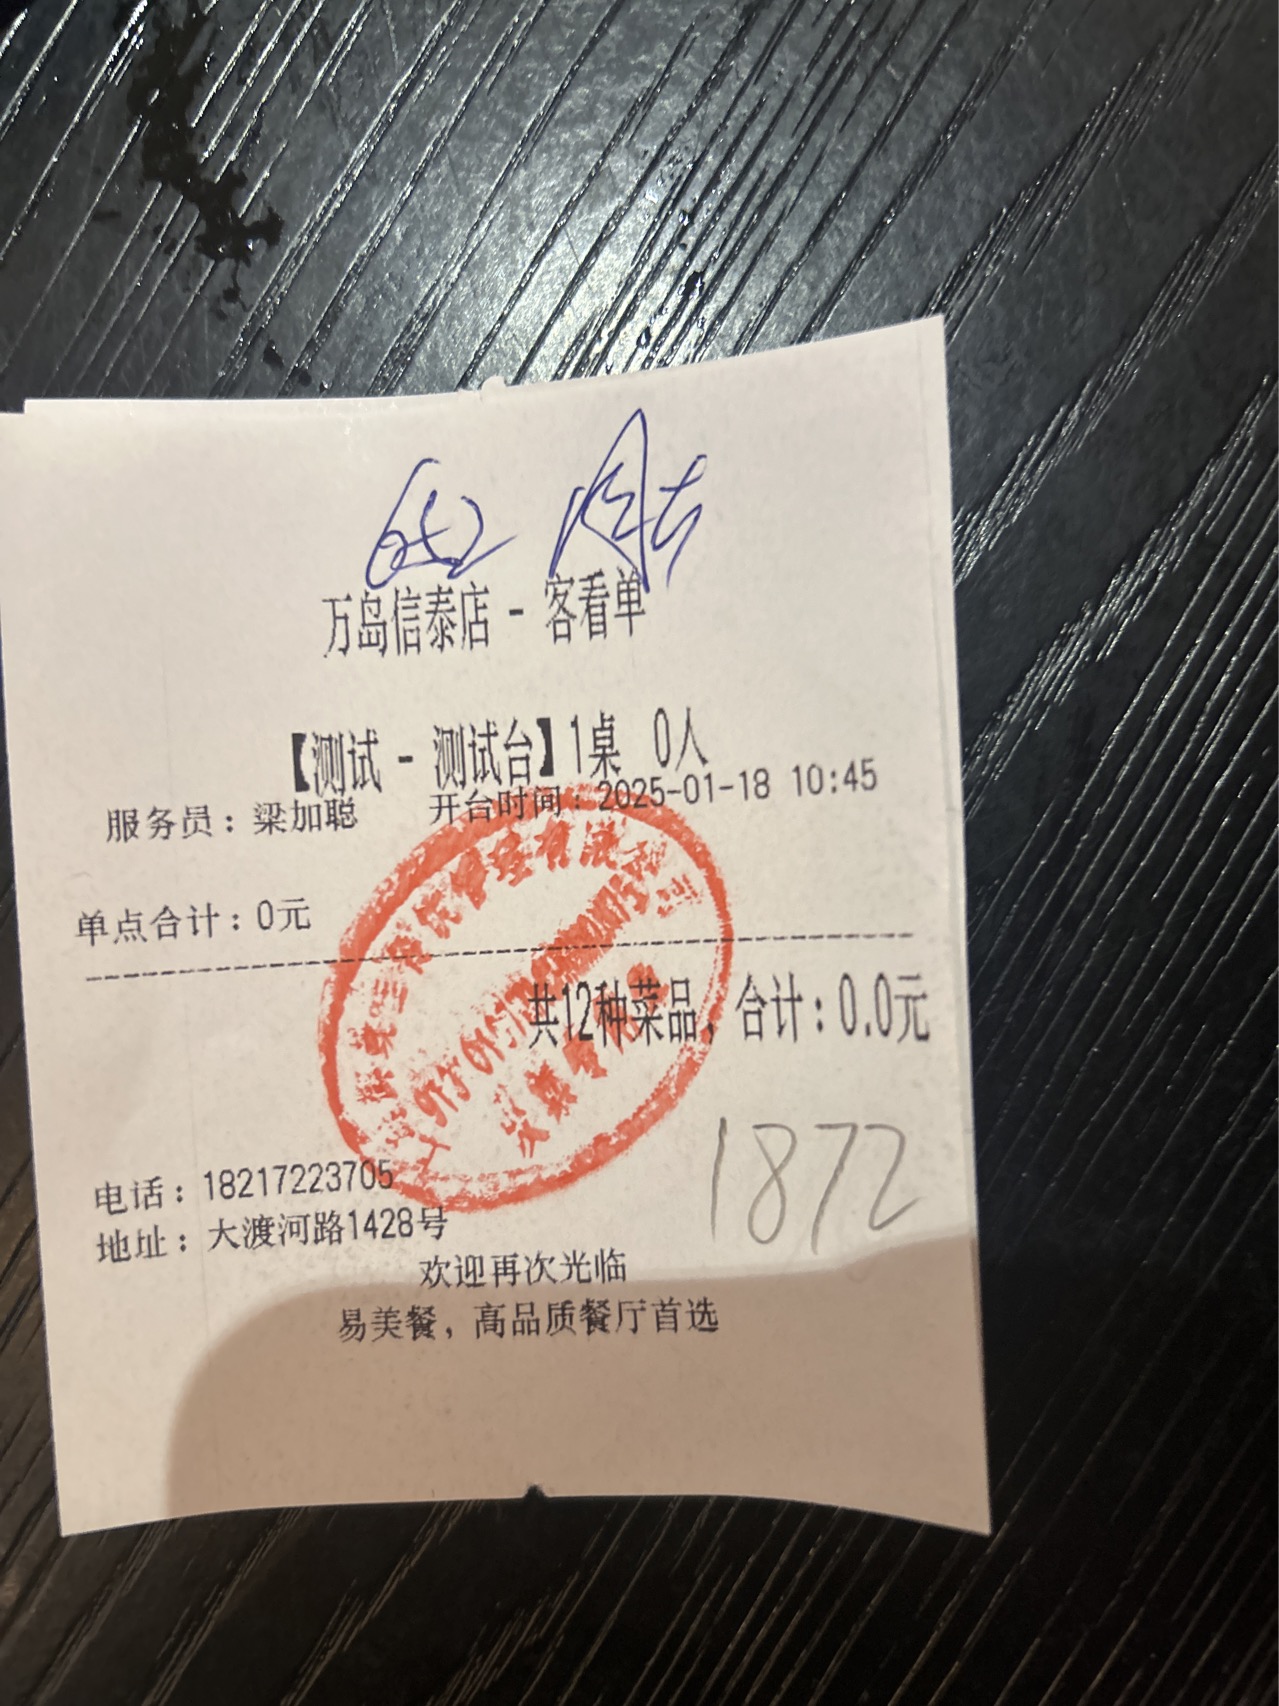 万岛信泰店 - 客看单
【测试 - 测试台】1桌 0人
服务员：梁加聪 开台时间：2025-01-18 10:45
单点合计：0元
共12种菜品，合计：0.0元
1872
电话：18217223705
地址：大渡河路1428号
欢迎再次光临
易美餐，高品质餐厅首选